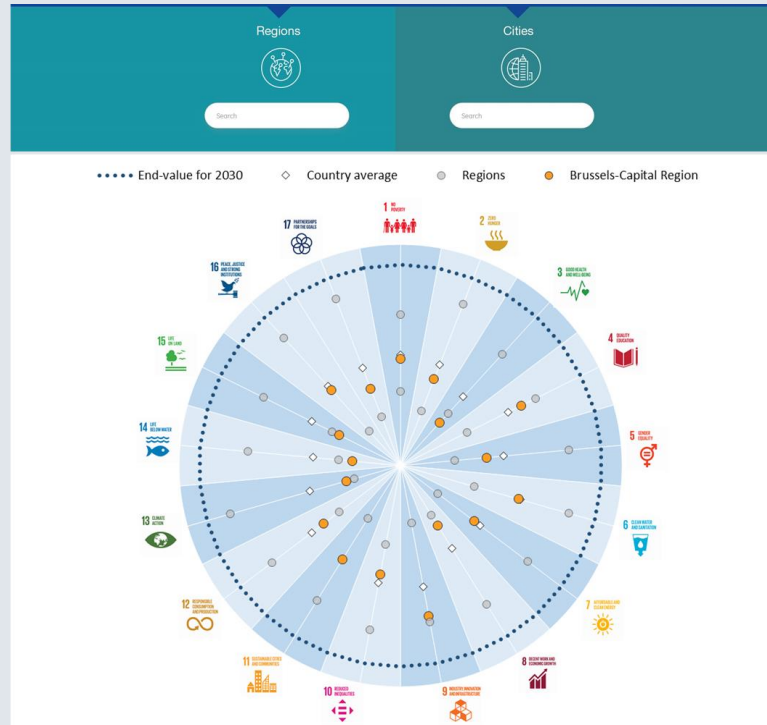 Regions
Cities
Search
Search
End-value for 2030
Country average
Regions
Brussels-Capital Region
1 NO
POVERTY
2 ZERO
HUNGER
3 GOOD HEALTH
AND WELL-BEING
4 QUALITY
EDUCATION
5 GENDER
EQUALITY
6 CLEAN WATER
AND SANITATION
7 AFFORDABLE AND
CLEAN ENERGY
8 DECENT WORK AND
ECONOMIC GROWTH
9 INDUSTRY, INNOVATION
AND INFRASTRUCTURE
10 REDUCED
INEQUALITIES
11 SUSTAINABLE CITIES
AND COMMUNITIES
12 RESPONSIBLE
CONSUMPTION
AND PRODUCTION
13 CLIMATE
ACTION
14 LIFE
BELOW WATER
15 LIFE
ON LAND
16 PEACE, JUSTICE
AND STRONG
INSTITUTIONS
17 PARTNERSHIPS
FOR THE GOALS